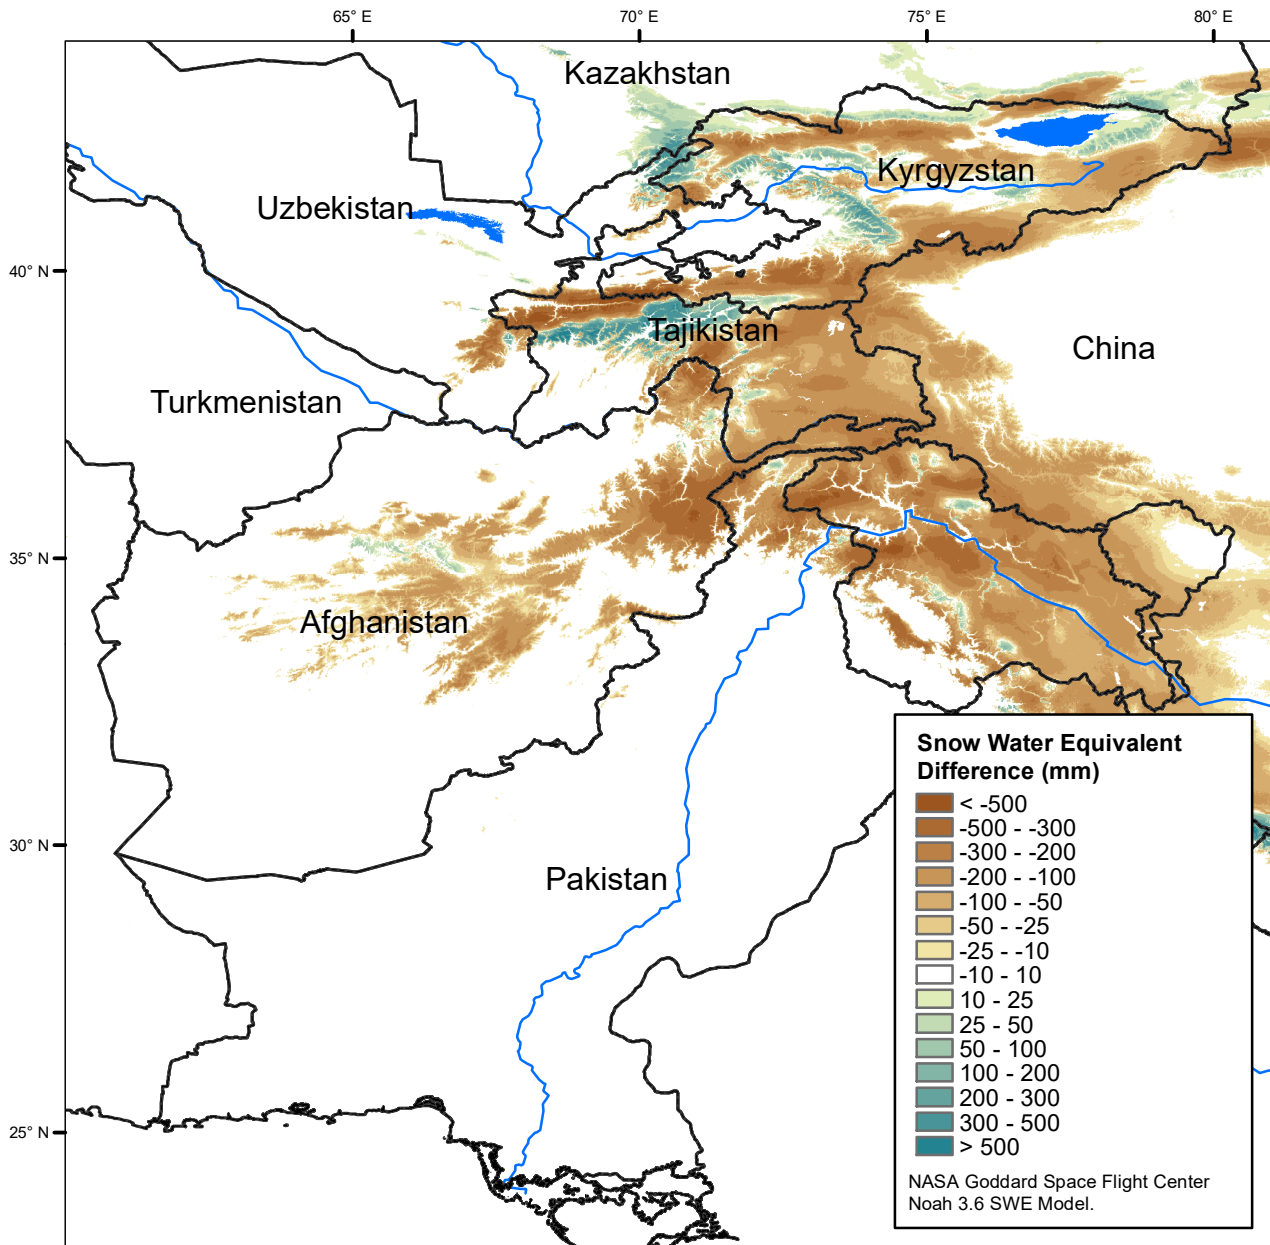 65° E
70° E
75° E
80° E
Kazakhstan
Kyrgyzstan
Uzbekistan
40° N
Tajikistan
China
Turkmenistan
35° N
Afghanistan
Snow Water Equivalent
Difference (mm)
< -500
-500 - -300
-300 - -200
-200 - -100
-100 - -50
-50 - -25
-25 - -10
-10 - 10
10 - 25
25 - 50
50 - 100
100 - 200
200 - 300
300 - 500
> 500
30° N
Pakistan
25° N
NASA Goddard Space Flight Center
Noah 3.6 SWE Model.